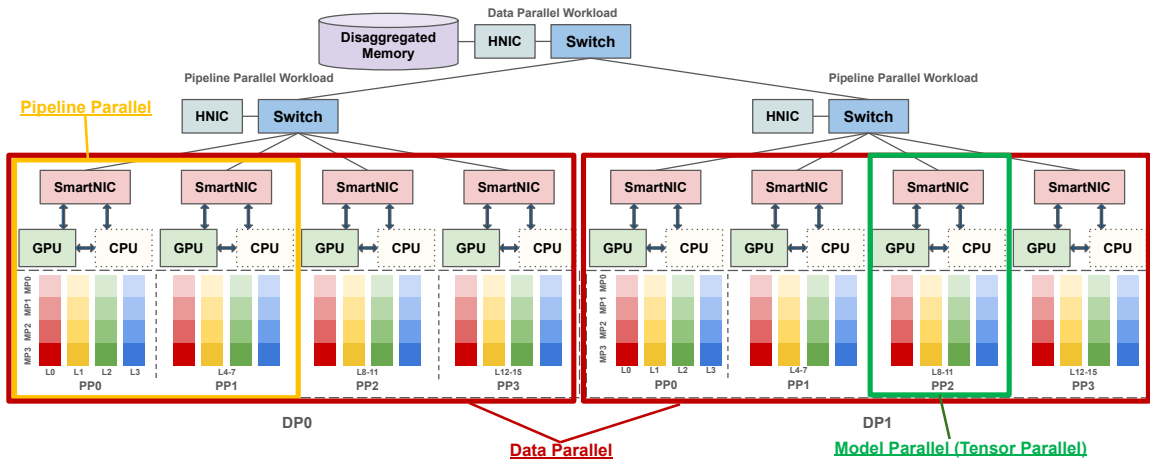 Data Parallel Workload
Disaggregated
Memory
HNIC
Switch
Pipeline Parallel Workload
Pipeline Parallel Workload
Pipeline Parallel
HNIC
Switch
HNIC
Switch
SmartNIC
SmartNIC
SmartNIC
SmartNIC
SmartNIC
SmartNIC
SmartNIC
SmartNIC
GPU
CPU
GPU
CPU
GPU
CPU
GPU
CPU
GPU
CPU
GPU
CPU
GPU
CPU
GPU
CPU
MP0
MP1
MP2
MP3
MP0
MP1
MP2
MP3
L0
L1
L2
L3
L4-7
L8-11
L12-15
L0
L1
L2
L3
L4-7
L8-11
L12-15
PP0
PP1
PP2
PP3
PP0
PP1
PP2
PP3
DP0
DP1
Data Parallel
Model Parallel (Tensor Parallel)